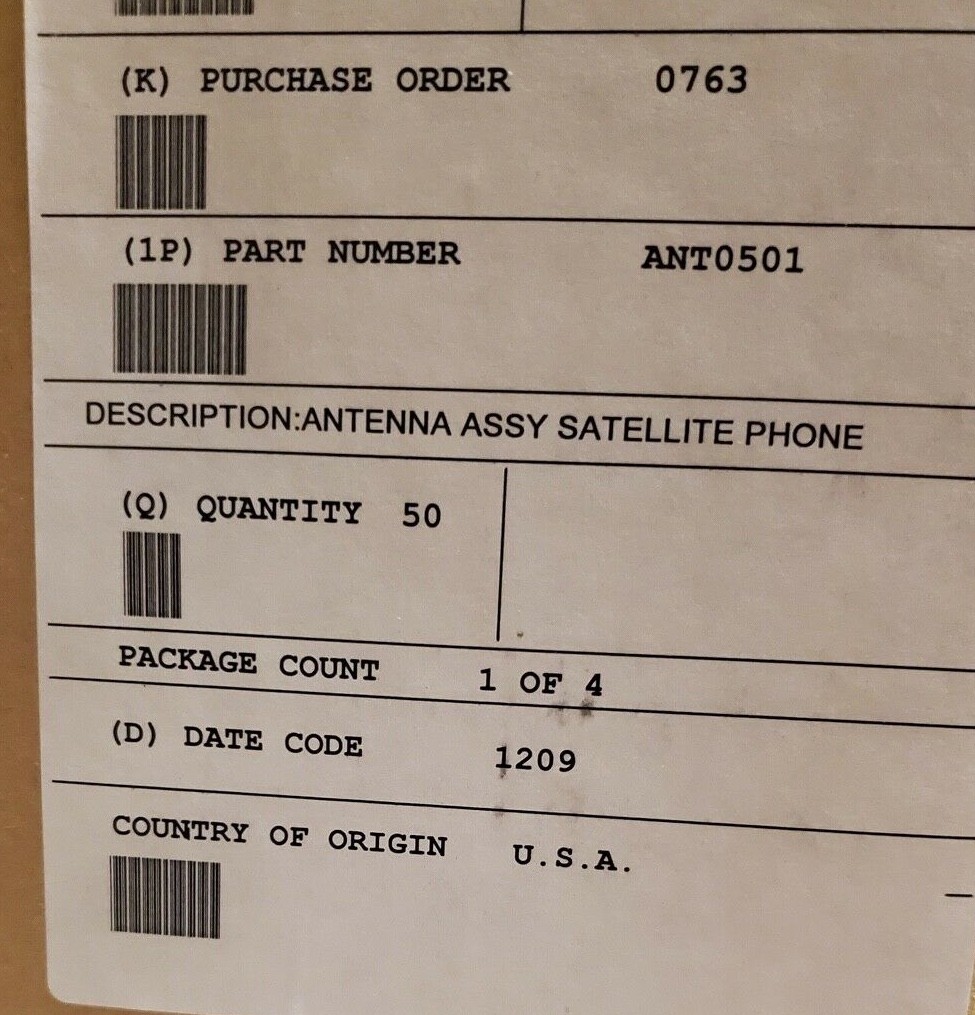 (K) PURCHASE ORDER 0763
(1P) PART NUMBER ANT0501
DESCRIPTION:ANTENNA ASSY SATELLITE PHONE
(Q) QUANTITY 50
PACKAGE COUNT 1 OF 4
(D) DATE CODE 1209
COUNTRY OF ORIGIN U.S.A.